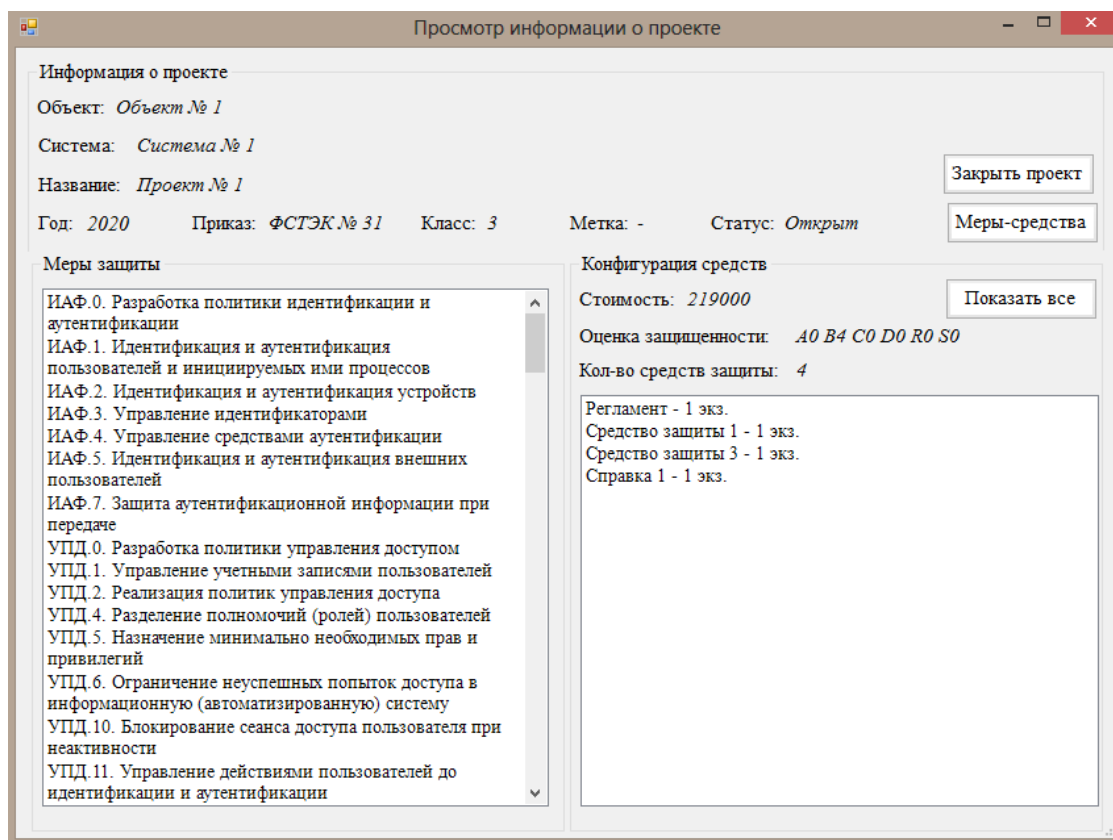 Просмотр информации о проекте
Информация о проекте
Объект: Объект № 1
Система: Система № 1
Название: Проект № 1
Закрыть проект
Год: 2020 Приказ: ФСТЭК № 31 Класс: 3 Метка: - Статус: Открыт
Меры-средства
Меры защиты
ИАФ.0. Разработка политики идентификации и
аутентификации
ИАФ.1. Идентификация и аутентификация
пользователей и инициируемых ими процессов
ИАФ.2. Идентификация и аутентификация устройств
ИАФ.3. Управление идентификаторами
ИАФ.4. Управление средствами аутентификации
ИАФ.5. Идентификация и аутентификация внешних
пользователей
ИАФ.7. Защита аутентификационной информации при
передаче
УПД.0. Разработка политики управления доступом
УПД.1. Управление учетными записями пользователей
УПД.2. Реализация политик управления доступа
УПД.4. Разделение полномочий (ролей) пользователей
УПД.5. Назначение минимально необходимых прав и
привилегий
УПД.6. Ограничение неуспешных попыток доступа в
информационную (автоматизированную) систему
УПД.10. Блокирование сеанса доступа пользователя при
неактивности
УПД.11. Управление действиями пользователей до
идентификации и аутентификации
Конфигурация средств
Стоимость: 219000
Показать все
Оценка защищенности: A0 B4 C0 D0 R0 S0
Кол-во средств защиты: 4
Регламент - 1 экз.
Средство защиты 1 - 1 экз.
Средство защиты 3 - 1 экз.
Справка 1 - 1 экз.